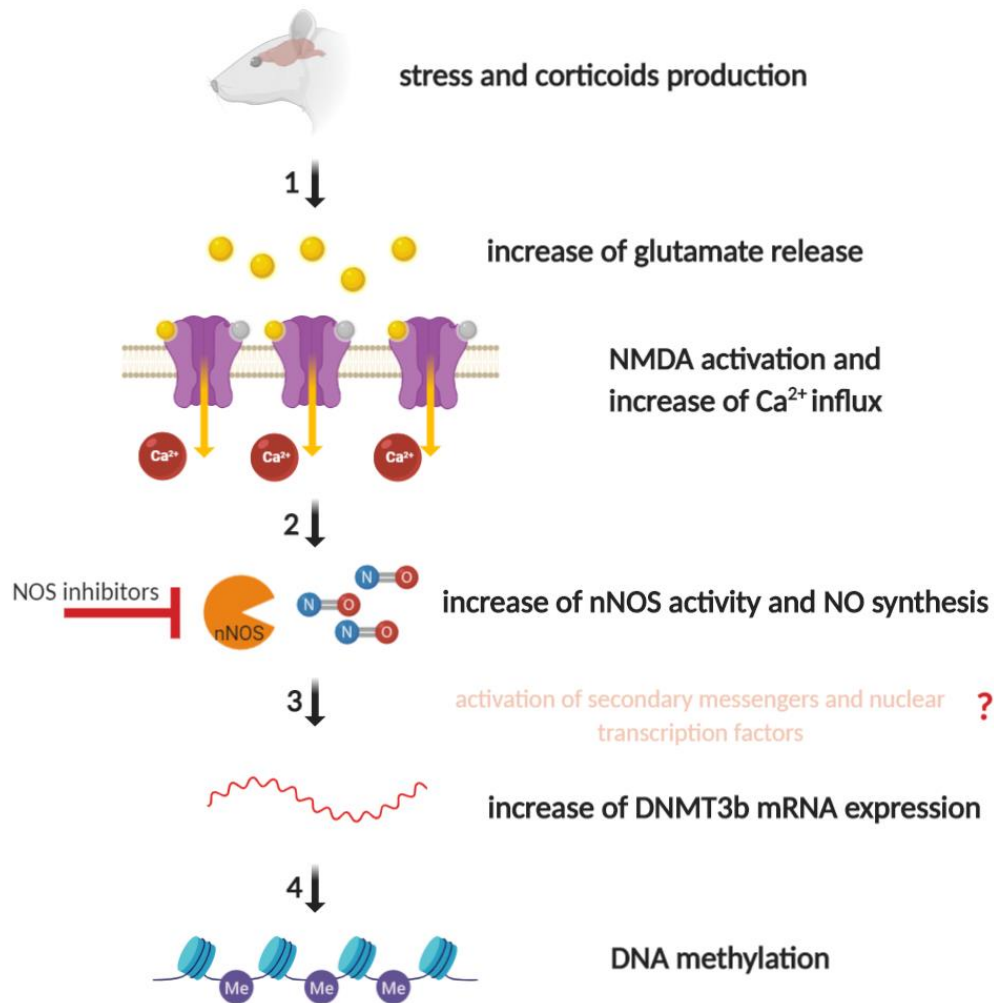 stress and corticoids production
1
increase of glutamate release
NMDA activation and
increase of Ca²⁺ influx
Ca²⁺ Ca²⁺ Ca²⁺
2
NOS inhibitors
nNOS
N O
N O
N O
increase of nNOS activity and NO synthesis
3
activation of secondary messengers and nuclear ?
transcription factors
increase of DNMT3b mRNA expression
4
DNA methylation
Me Me Me